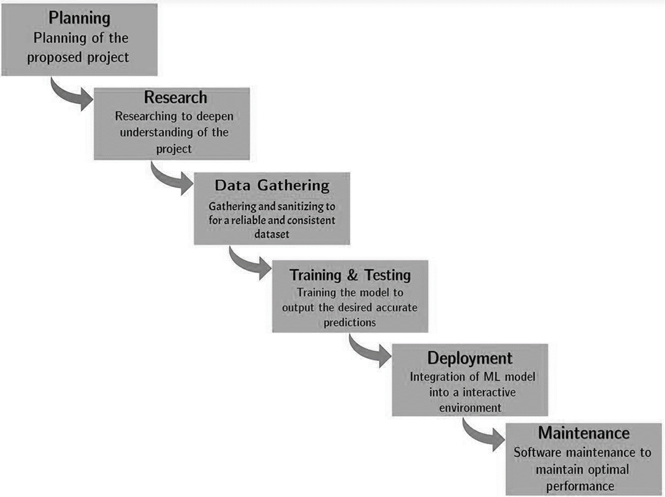 Planning
Planning of the
proposed project
Research
Researching to deepen
understanding of the
project
Data Gathering
Gathering and sanitizing to
for a reliable and consistent
dataset
Training & Testing
Training the model to
output the desired accurate
predictions
Deployment
Integration of ML model
into a interactive
environment
Maintenance
Software maintenance to
maintain optimal
performance